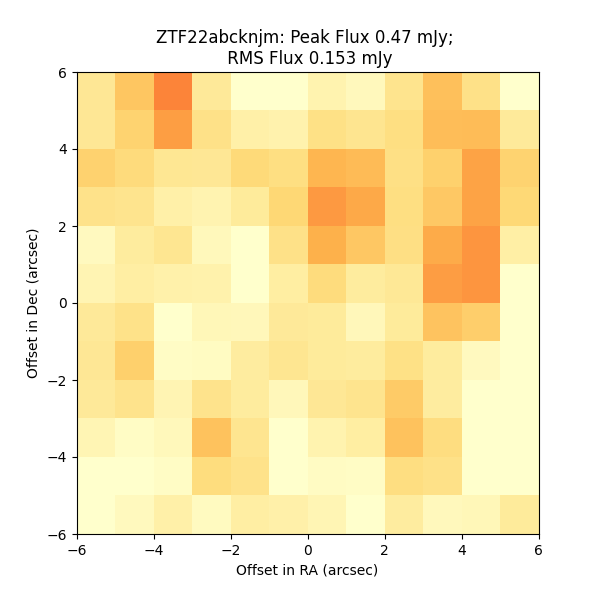 ZTF22abcknjm: Peak Flux 0.47 mJy;
RMS Flux 0.153 mJy
6
4
2
0
−2
−4
−6
Offset in Dec (arcsec)
−6 −4 −2 0 2 4 6
Offset in RA (arcsec)